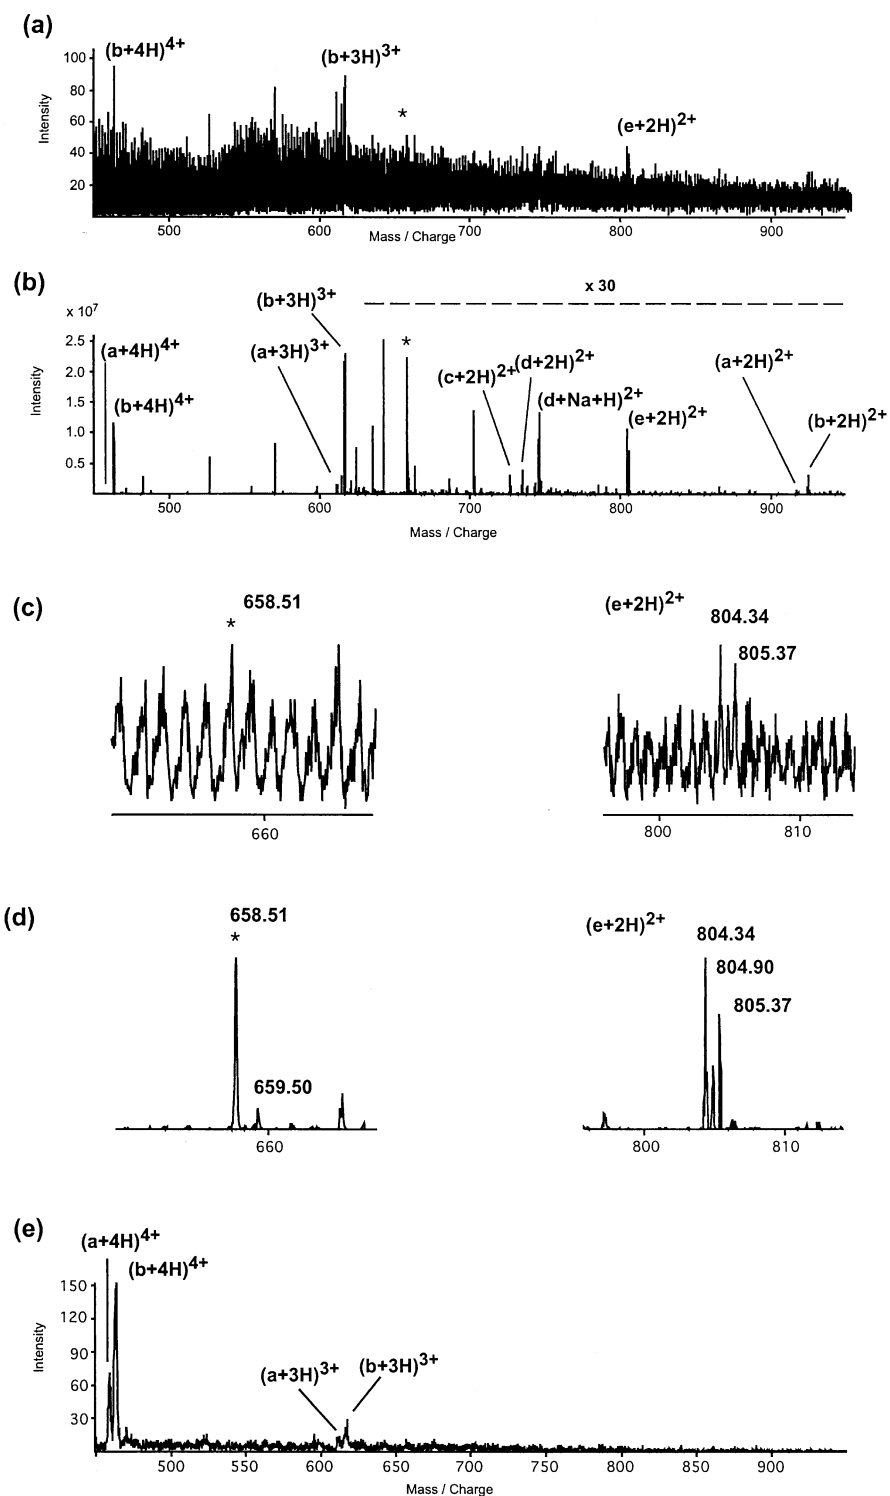 (a)
(b+4H)4+
(b+3H)3+
*
(e+2H)2+
100
80
60
40
20
Intensity
500
600
700
800
900
Mass / Charge
(b)
x 10^7
x 30
(b+3H)3+
(a+4H)4+
(a+3H)3+
*
(c+2H)2+
(d+2H)2+
(a+2H)2+
(b+4H)4+
(d+Na+H)2+
(e+2H)2+
(b+2H)2+
2.5
2.0
1.5
1.0
0.5
Intensity
500
600
700
800
900
Mass / Charge
(c)
658.51
*
(e+2H)2+
804.34
805.37
660
800
810
(d)
658.51
*
659.50
(e+2H)2+
804.34
804.90
805.37
660
800
810
(e)
(a+4H)4+
(b+4H)4+
(a+3H)3+
(b+3H)3+
150
120
90
60
30
Intensity
500
550
600
650
700
750
800
850
900
Mass / Charge